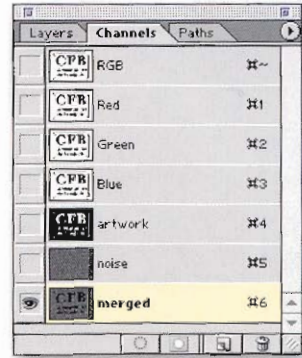 Layers Channels Paths
CFB RGB ⌘~
CFB Red ⌘1
CFB Green ⌘2
CFB Blue ⌘3
CFB artwork ⌘4
noise ⌘5
CFB merged ⌘6